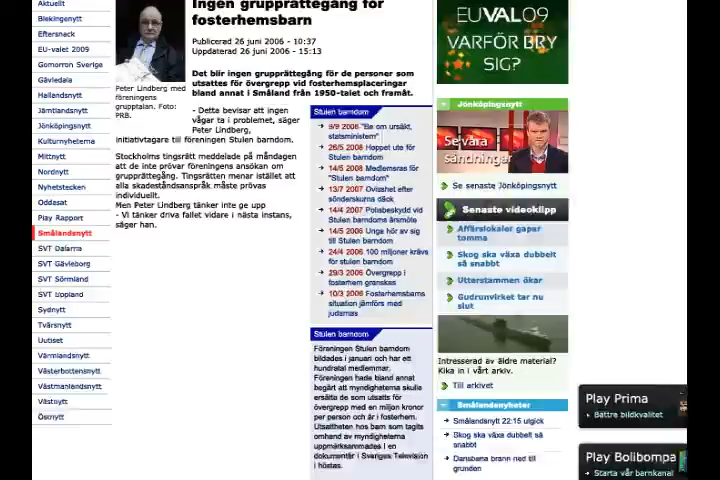 Aktuellt
Blekingenytt
Eftersnack
EU-valet 2009
Gomorron Sverige
Gävledala
Hallandsnytt
Jämtlandsnytt
Jönköpingsnytt
Kulturnyheterna
Mittnytt
Nordnytt
Nyhetstecken
Oddasat
Play Rapport
Smålandsnytt
SVT Dalarna
SVT Gävleborg
SVT Sörmland
SVT Uppland
Sydnytt
Tvärsnytt
Uutiset
Värmlandsnytt
Västerbottensnytt
Västmanlandsnytt
Västnytt
Östnytt
Peter Lindberg med
föreningens
grupptalan. Foto:
PRB.
Ingen grupprättegång för
fosterhemsbarn
Publicerad 26 juni 2006 - 10:37
Uppdaterad 26 juni 2006 - 15:13
Det blir ingen grupprättegång för de personer som
utsattes för övergrepp vid fosterhemsplaceringar
bland annat i Småland från 1950-talet och framåt.
- Detta bevisar att ingen
vågar ta i problemet, säger
Peter Lindberg,
initiativtagare till föreningen Stulen barndom.
Stockholms tingsrätt meddelade på måndagen
att de inte prövar föreningens ansökan om
grupprättegång. Tingsrätten menar istället att
alla skadeståndsanspråk måste prövas
individuellt.
Men Peter Lindberg tänker inte ge upp
- Vi tänker driva fallet vidare i nästa instans,
säger han.
Stulen barndom
9/9 2006 "Be om ursäkt,
statsministern"
26/5 2008 Hoppet ute för
Stulen barndom
14/5 2008 Medlemsras för
"Stulen barndom"
13/7 2007 Ovisshet efter
sönderskurna däck
14/4 2007 Polisbeskydd vid
Stulen barndoms årsmöte
14/5 2006 Unga hör av sig
till Stulen barndom
24/4 2006 100 miljoner krävs
för stulen barndom
29/3 2006 Övergrepp i
fosterhem granskas
10/3 2006 Fosterhemsbarns
situation jämförs med
judarnas
Stulen barndom
Föreningen Stulen barndom
bildades i januari och har ett
hundratal medlemmar.
Föreningen hade bland annat
begärt att myndigheterna skulle
ersätta de som utsatts för
övergrepp med en miljon kronor
per person och år i fosterhem.
Utsattheten hos barn som tagits
omhand av myndigheterna
uppmärksammades i en
dokumentär i Sveriges Television
i höstas.
EUVAL09
VARFÖR BRY
SIG?
Jönköpingsnytt
Se våra
sändningar
Se senaste Jönköpingsnytt
Senaste videoklipp
Affärslokaler gapar
tomma
Skog ska växa dubbelt
så snabbt
Utterstammen ökar
Gudrunvirket tar nu
slut
Intresserad av äldre material?
Kika in i vårt arkiv.
Till arkivet
Smålandsnyheter
Smålandsnytt 22:15 utgick
Skog ska växa dubbelt så
snabbt
Dansbana brann ned till
grunden
Play Prima
Bättre bildkvalitet
Play Bolibompa
Starta vår barnkanal